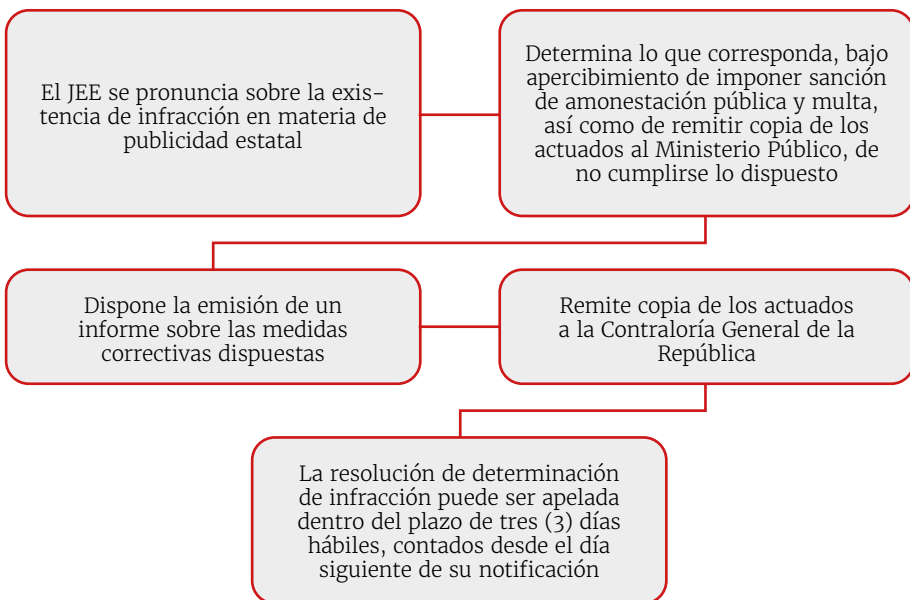 El JEE se pronuncia sobre la exis-
tencia de infracción en materia de
publicidad estatal
Determina lo que corresponda, bajo
apercibimiento de imponer sanción
de amonestación pública y multa,
así como de remitir copia de los
actuados al Ministerio Público, de
no cumplirse lo dispuesto
Dispone la emisión de un
informe sobre las medidas
correctivas dispuestas
Remite copia de los actuados
a la Contraloría General de la
República
La resolución de determinación
de infracción puede ser apelada
dentro del plazo de tres (3) días
hábiles, contados desde el día
siguiente de su notificación